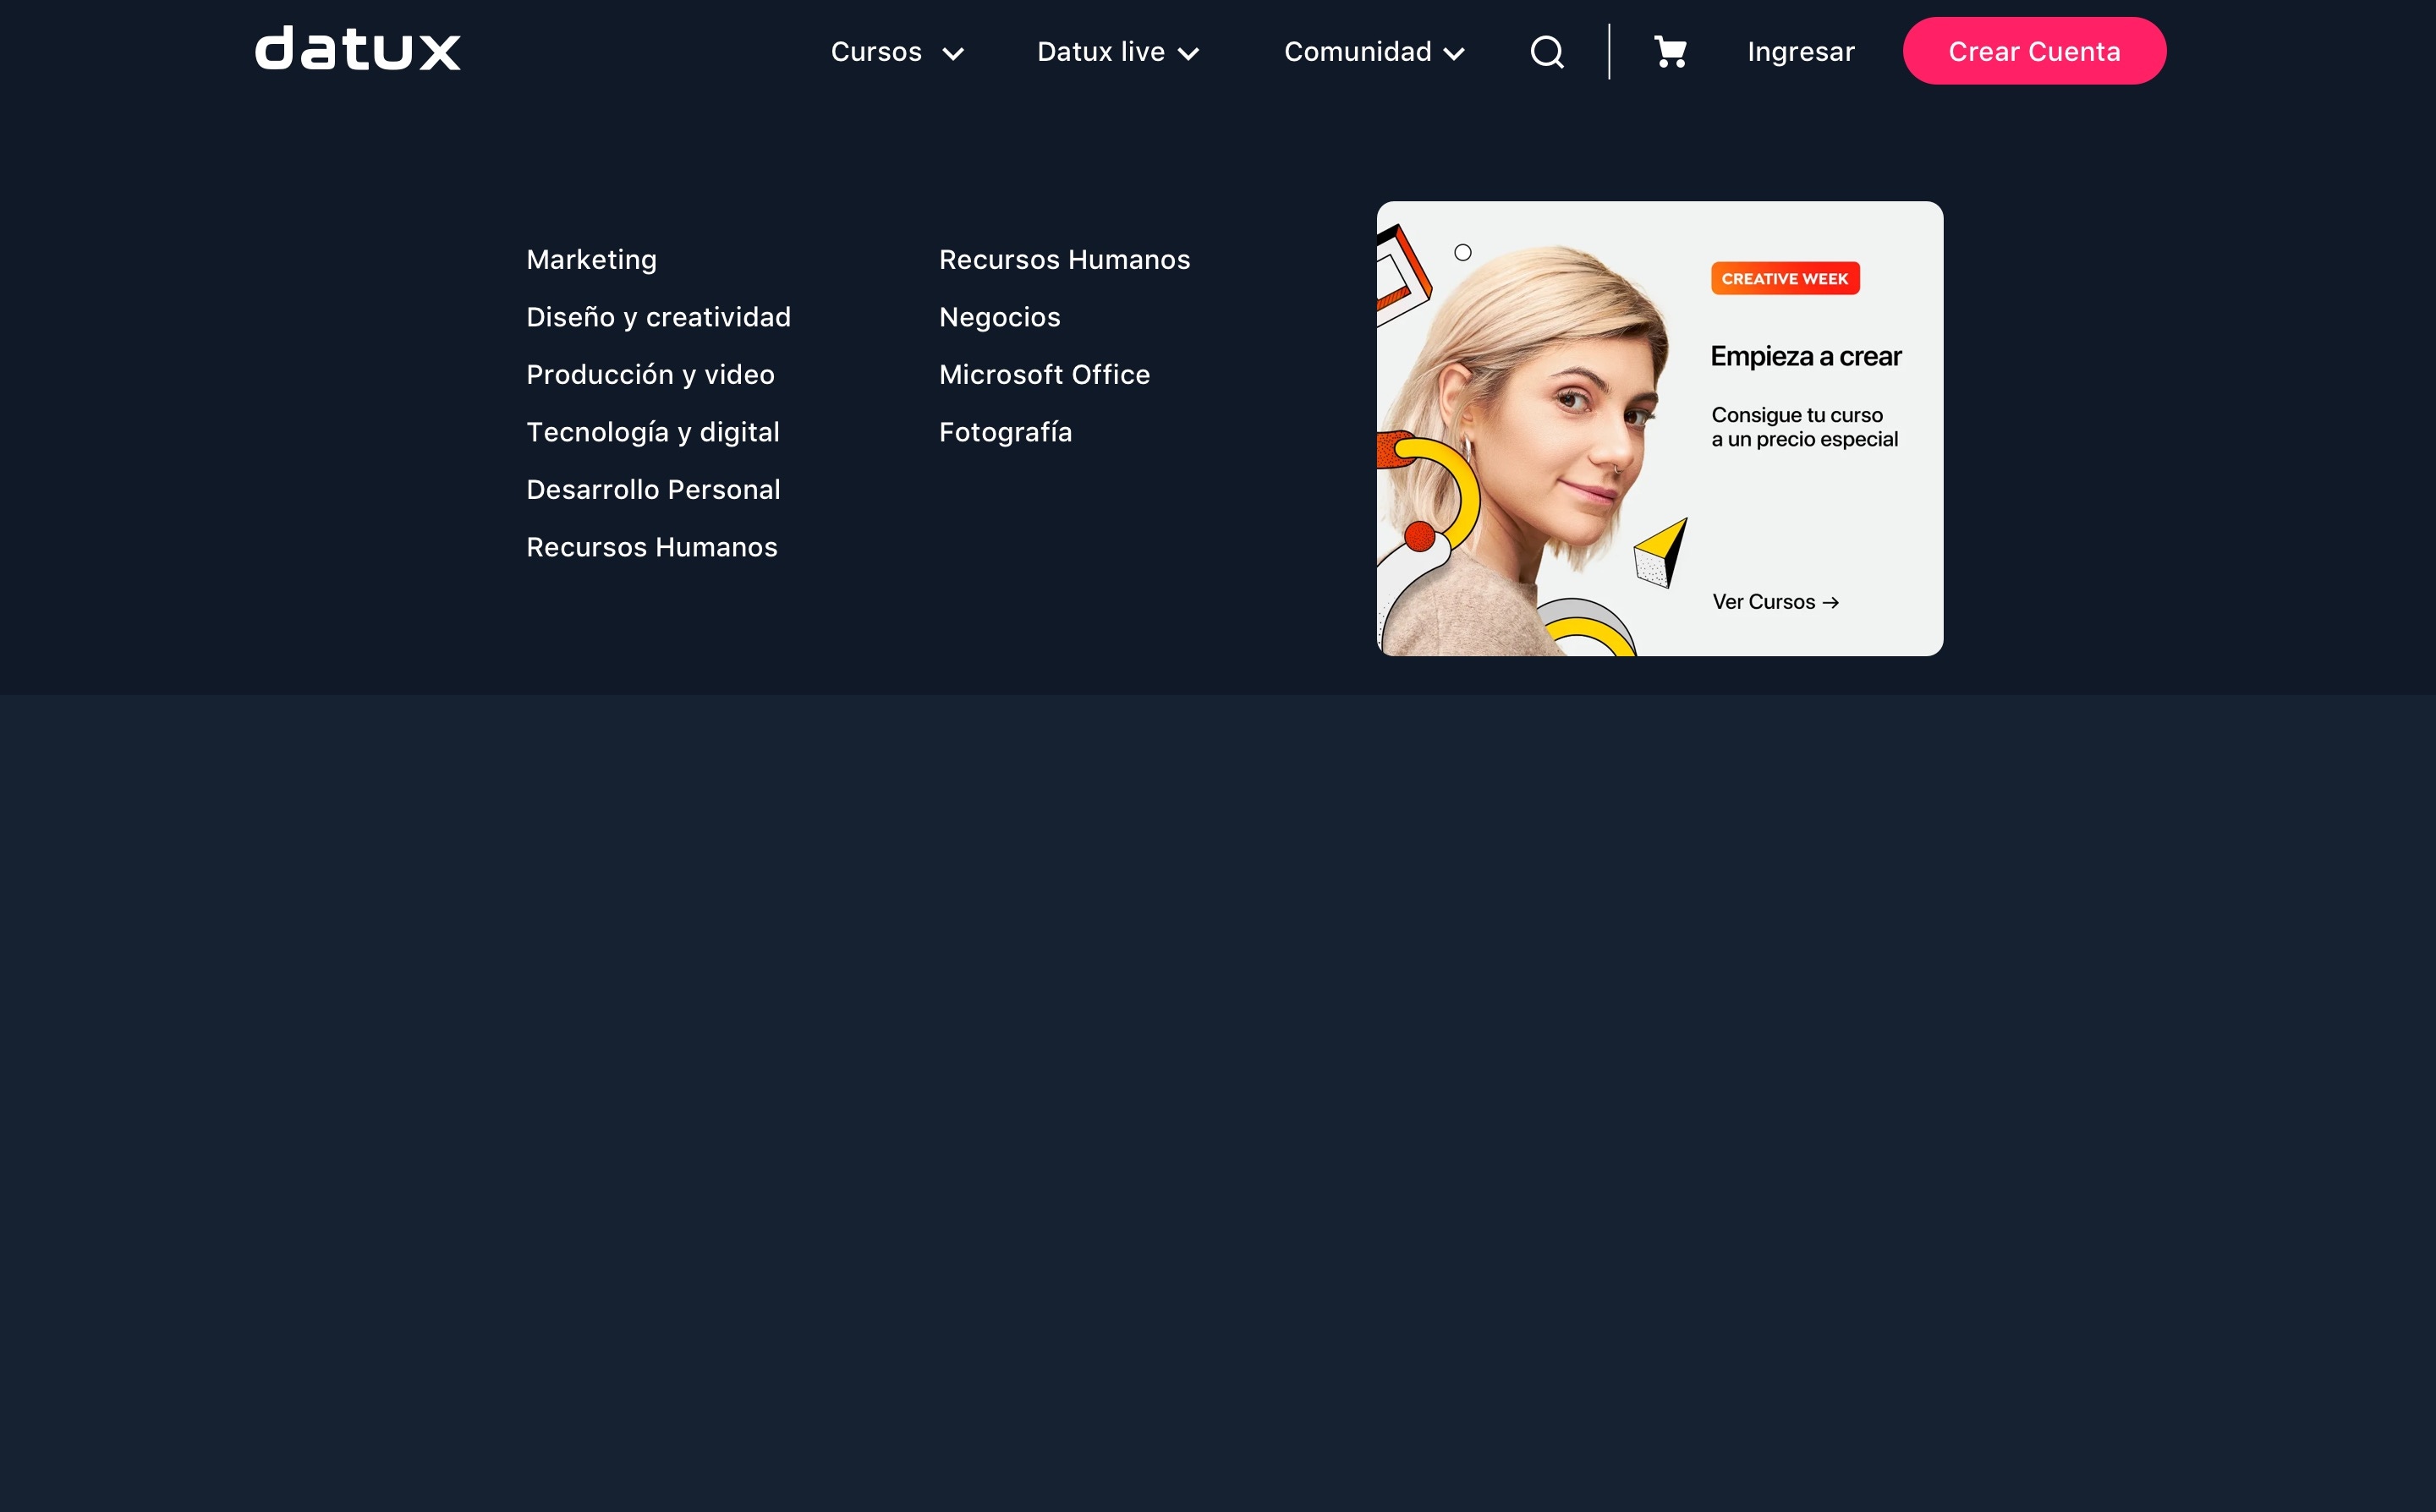 datux
Cursos
Datux live
Comunidad
Ingresar
Crear Cuenta
Marketing
Diseño y creatividad
Producción y video
Tecnología y digital
Desarrollo Personal
Recursos Humanos
Recursos Humanos
Negocios
Microsoft Office
Fotografía
CREATIVE WEEK
Empieza a crear
Consigue tu curso
a un precio especial
Ver Cursos →